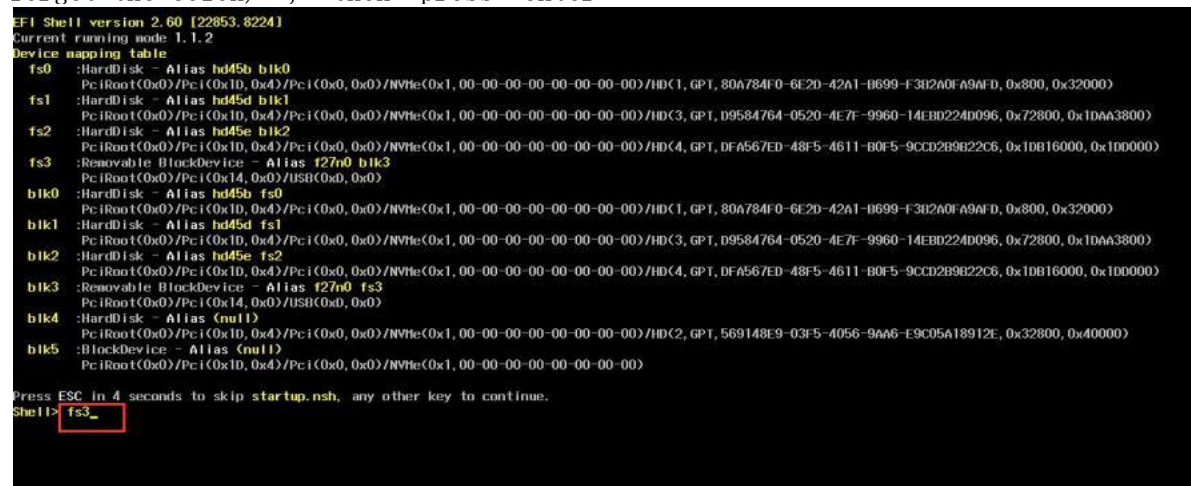 EFI Shell version 2.60 [22853.8224]
Current running mode 1.1.2
Device mapping table
fs0 :HardDisk - Alias hd45b blk0
PciRoot(0x0)/Pci(0x1D,0x4)/Pci(0x0,0x0)/NVMe(0x1,00-00-00-00-00-00-00-00)/HD(1,GPT,80A784F0-6E2D-42A1-B699-F3B2A0FA9AFD,0x800,0x32000)
fs1 :HardDisk - Alias hd45d blk1
PciRoot(0x0)/Pci(0x1D,0x4)/Pci(0x0,0x0)/NVMe(0x1,00-00-00-00-00-00-00-00)/HD(3,GPT,D9584764-0520-4E7F-9960-14EBD224D096,0x72800,0x1DAA3800)
fs2 :HardDisk - Alias hd45e blk2
PciRoot(0x0)/Pci(0x1D,0x4)/Pci(0x0,0x0)/NVMe(0x1,00-00-00-00-00-00-00-00)/HD(4,GPT,DFA567ED-48F5-4611-B0F5-9CCD2B9B22C6,0x1DB16000,0x1DD000)
fs3 :Removable BlockDevice - Alias f27n0 blk3
PciRoot(0x0)/Pci(0x14,0x0)/USB(0xD,0x0)
blk0 :HardDisk - Alias hd45b fs0
PciRoot(0x0)/Pci(0x1D,0x4)/Pci(0x0,0x0)/NVMe(0x1,00-00-00-00-00-00-00-00)/HD(1,GPT,80A784F0-6E2D-42A1-B699-F3B2A0FA9AFD,0x800,0x32000)
blk1 :HardDisk - Alias hd45d fs1
PciRoot(0x0)/Pci(0x1D,0x4)/Pci(0x0,0x0)/NVMe(0x1,00-00-00-00-00-00-00-00)/HD(3,GPT,D9584764-0520-4E7F-9960-14EBD224D096,0x72800,0x1DAA3800)
blk2 :HardDisk - Alias hd45e fs2
PciRoot(0x0)/Pci(0x1D,0x4)/Pci(0x0,0x0)/NVMe(0x1,00-00-00-00-00-00-00-00)/HD(4,GPT,DFA567ED-48F5-4611-B0F5-9CCD2B9B22C6,0x1DB16000,0x1DD000)
blk3 :Removable BlockDevice - Alias f27n0 fs3
PciRoot(0x0)/Pci(0x14,0x0)/USB(0xD,0x0)
blk4 :HardDisk - Alias (null)
PciRoot(0x0)/Pci(0x1D,0x4)/Pci(0x0,0x0)/NVMe(0x1,00-00-00-00-00-00-00-00)/HD(2,GPT,569148E9-03F5-4056-9AA6-E9C05A18912E,0x32800,0x40000)
blk5 :BlockDevice - Alias (null)
PciRoot(0x0)/Pci(0x1D,0x4)/Pci(0x0,0x0)/NVMe(0x1,00-00-00-00-00-00-00-00)
Press ESC in 4 seconds to skip startup.nsh, any other key to continue.
Shell> fs3_